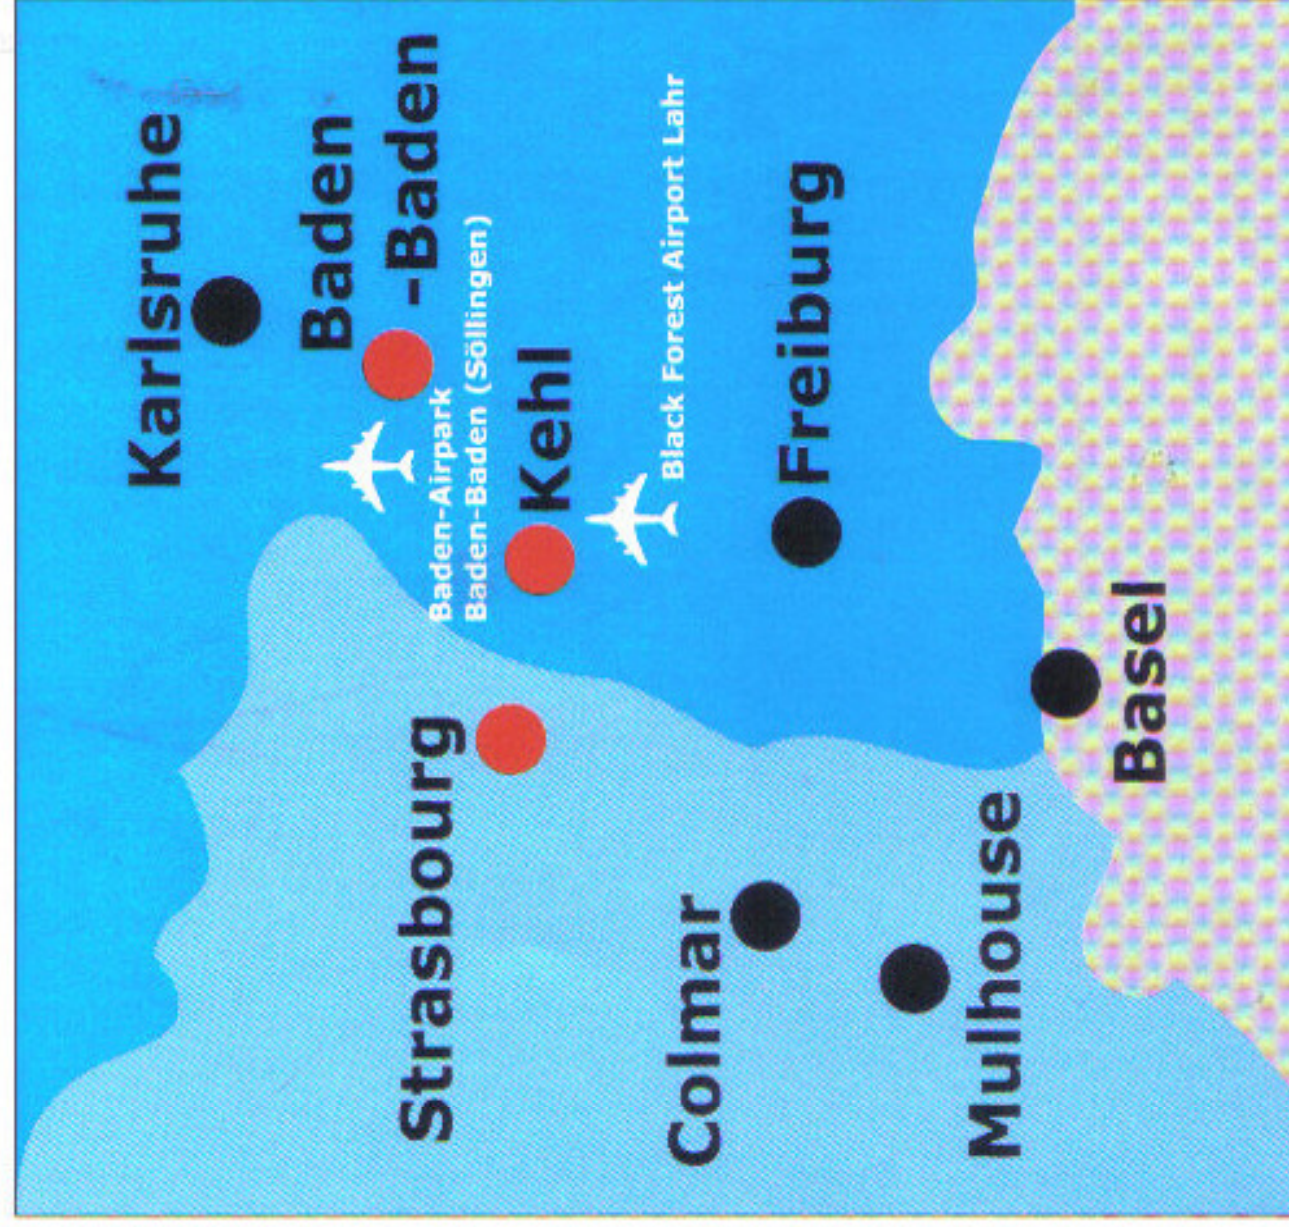 Karlsruhe
Baden
-Baden
Baden-Airpark
Baden-Baden (Söllingen)
Strasbourg
Kehl
Black Forest Airport Lahr
Colmar
Freiburg
Mulhouse
Basel